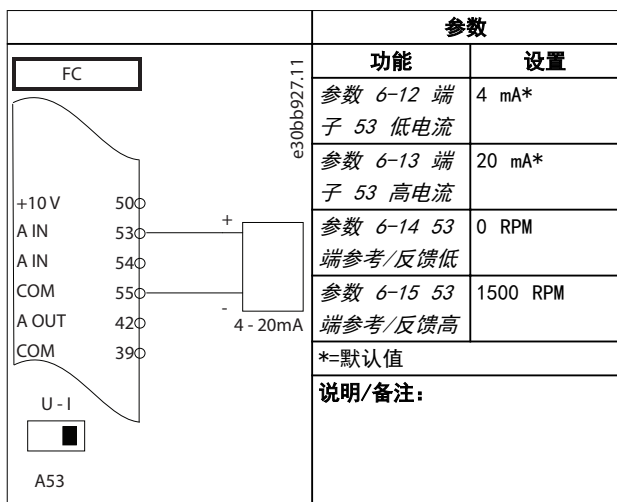 参数
功能 设置
参数 6-12 端
子 53 低电流
4 mA*
参数 6-13 端
子 53 高电流
20 mA*
参数 6-14 53
端参考/反馈低
0 RPM
参数 6-15 53
端参考/反馈高
1500 RPM
*=默认值
说明/备注：
FC
e30bb927.11
+10 V 50
A IN 53
A IN 54
COM 55
A OUT 42
COM 39
+
-
4 - 20mA
U - I
A53